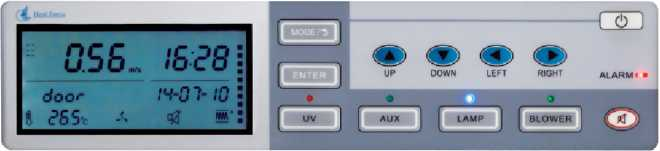 0.56 m/s 16:28
door 14-07-10
26.5°c
MODE/
ENTER
UP DOWN LEFT RIGHT
ALARM
UV AUX LAMP BLOWER